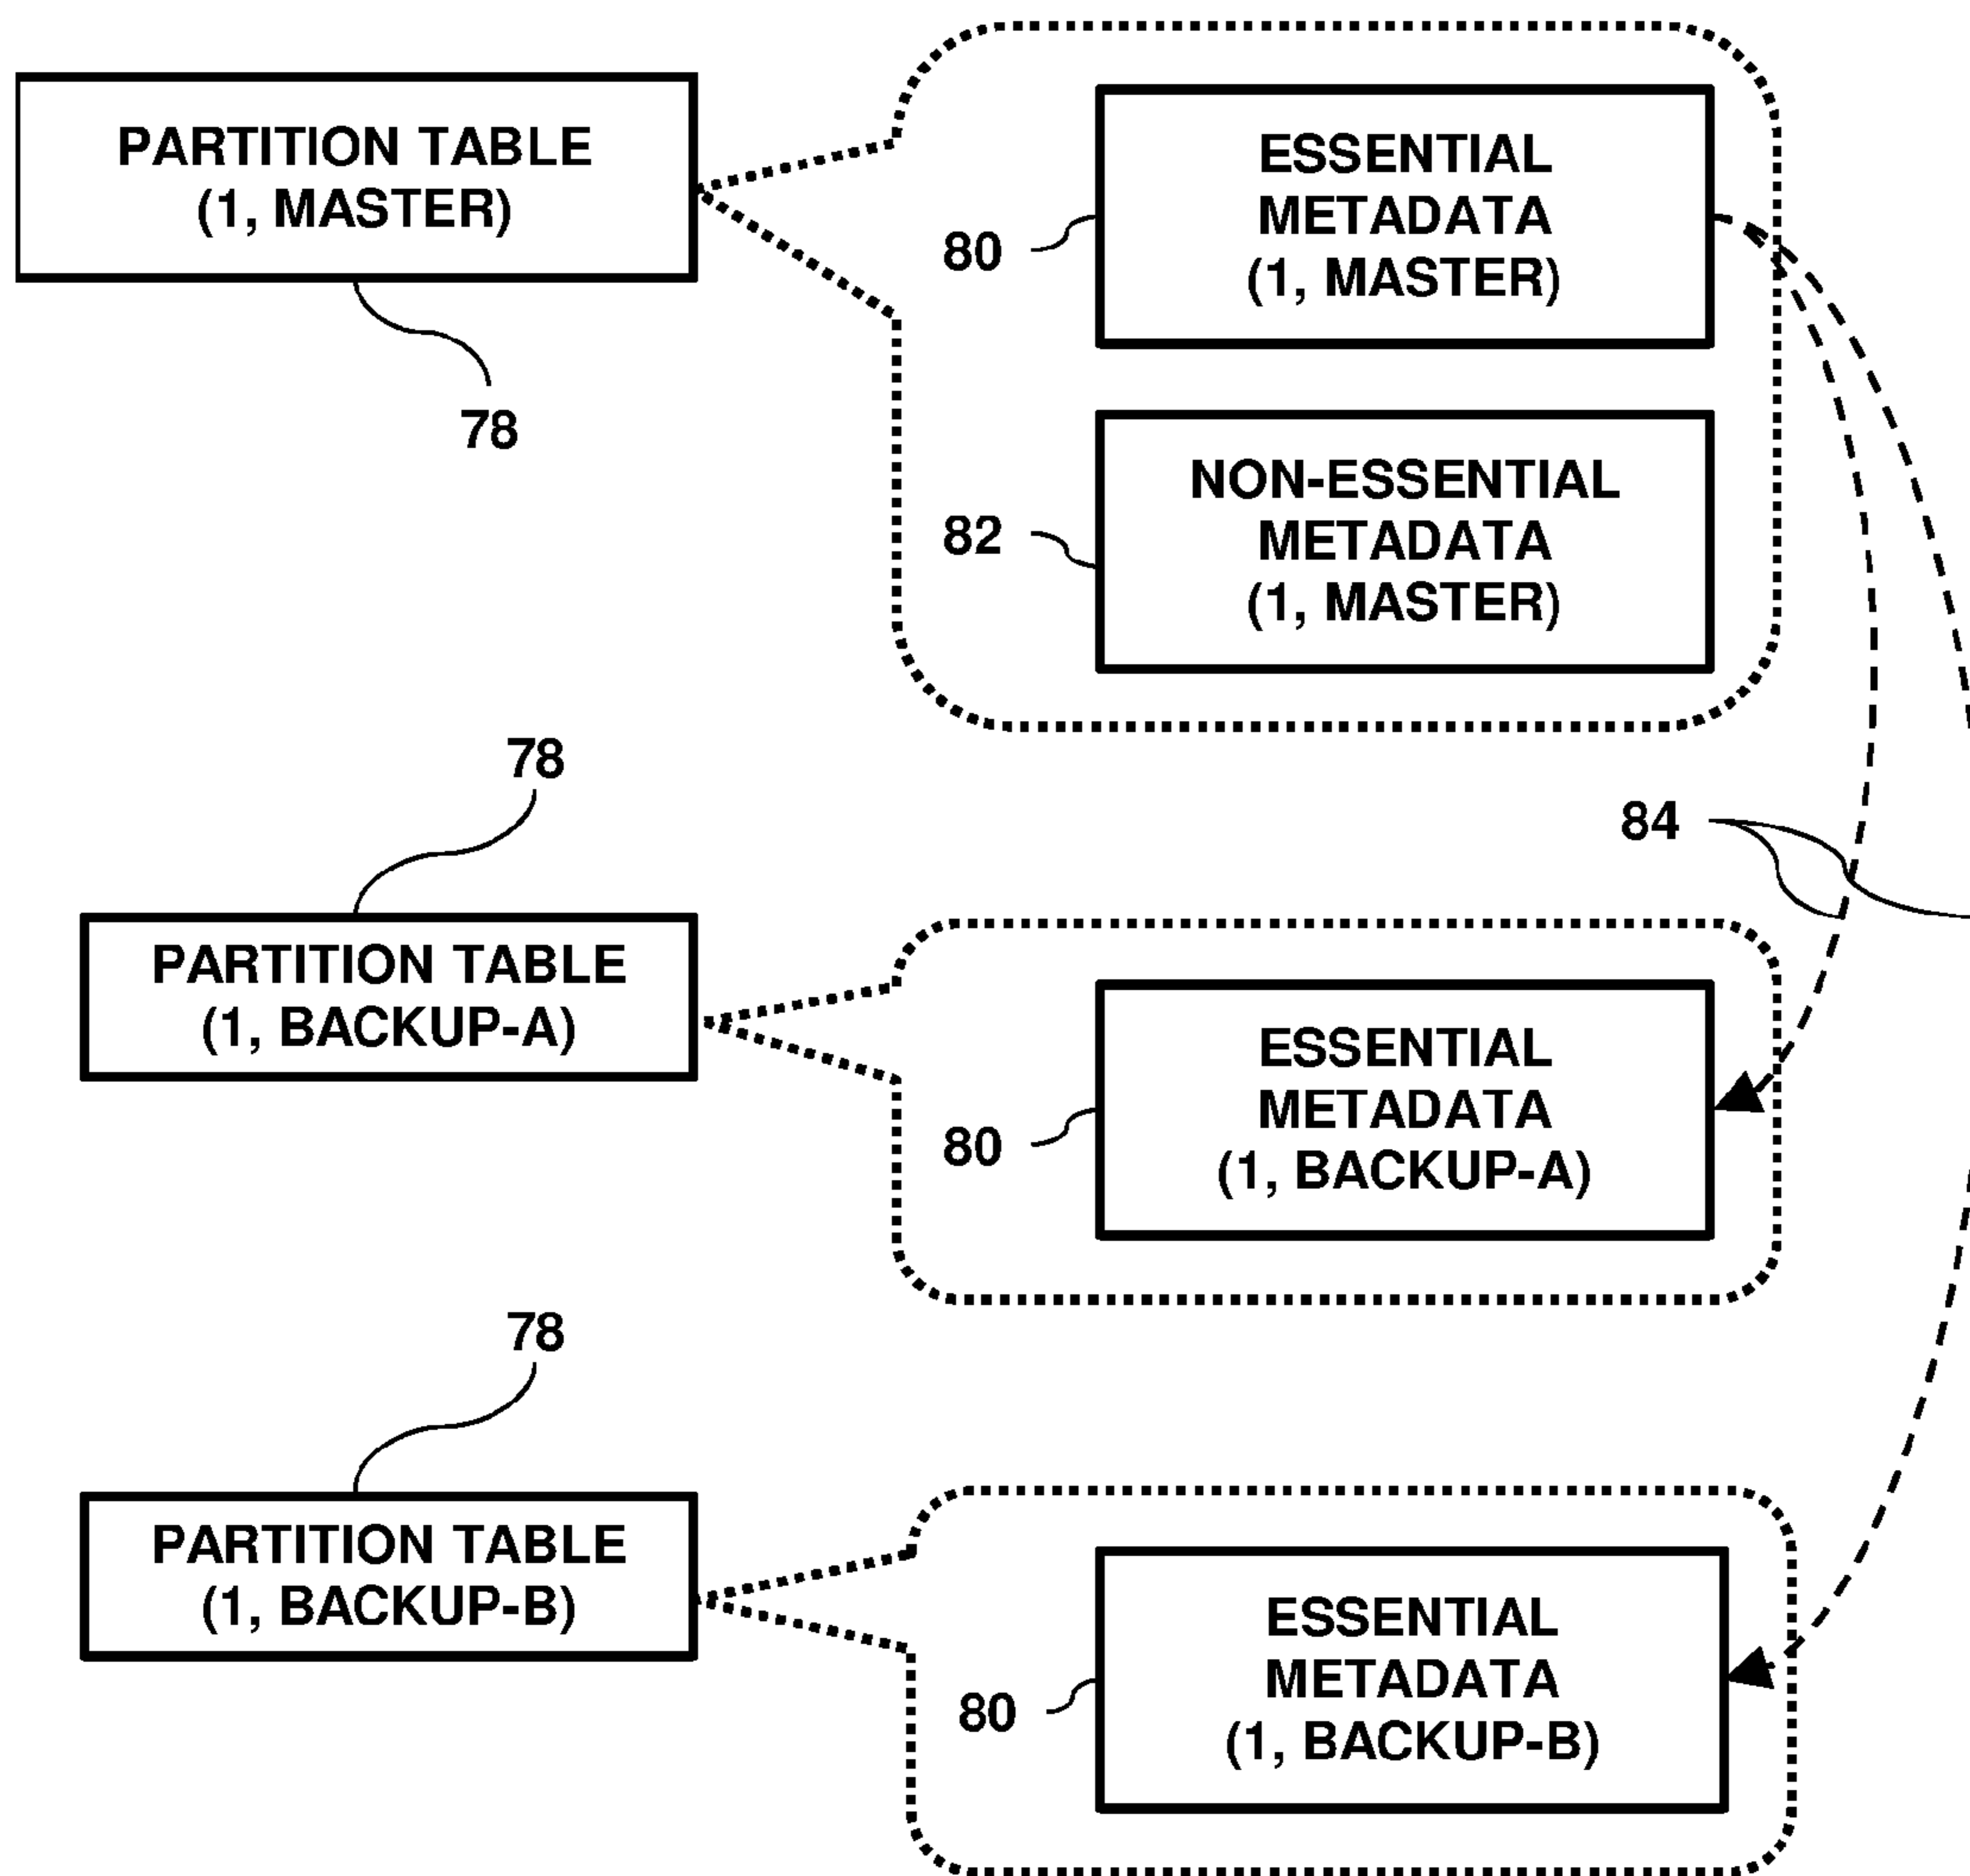 PARTITION TABLE
(1, MASTER)
78
ESSENTIAL
METADATA
(1, MASTER)
80
NON-ESSENTIAL
METADATA
(1, MASTER)
82
78
84
PARTITION TABLE
(1, BACKUP-A)
ESSENTIAL
METADATA
(1, BACKUP-A)
80
78
PARTITION TABLE
(1, BACKUP-B)
ESSENTIAL
METADATA
(1, BACKUP-B)
80